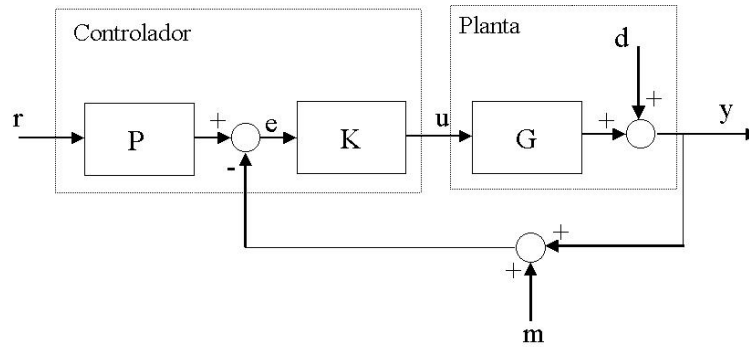 Controlador
Planta
d
r
P
+
-
e
K
u
G
+
+
y
+
+
m